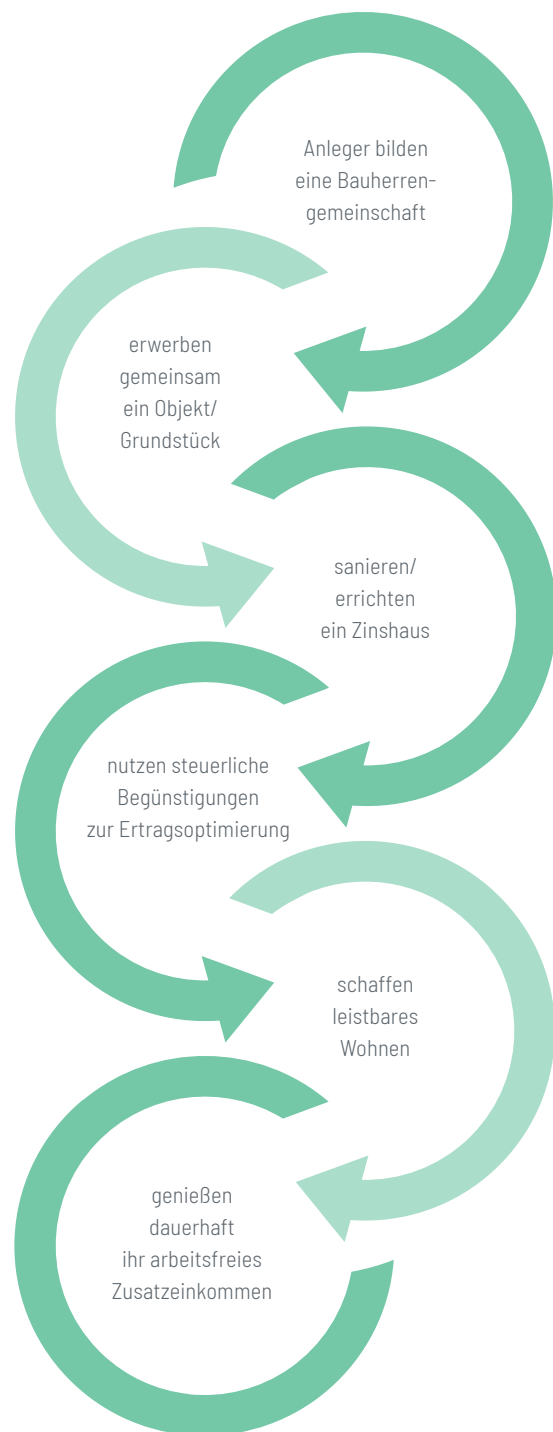 Anleger bilden
eine Bauherren-
gemeinschaft
erwerben
gemeinsam
ein Objekt/
Grundstück
sanieren/
errichten
ein Zinshaus
nutzen steuerliche
Begünstigungen
zur Ertragsoptimierung
schaffen
leistbares
Wohnen
genießen
dauerhaft
ihr arbeitsfreies
Zusatzeinkommen